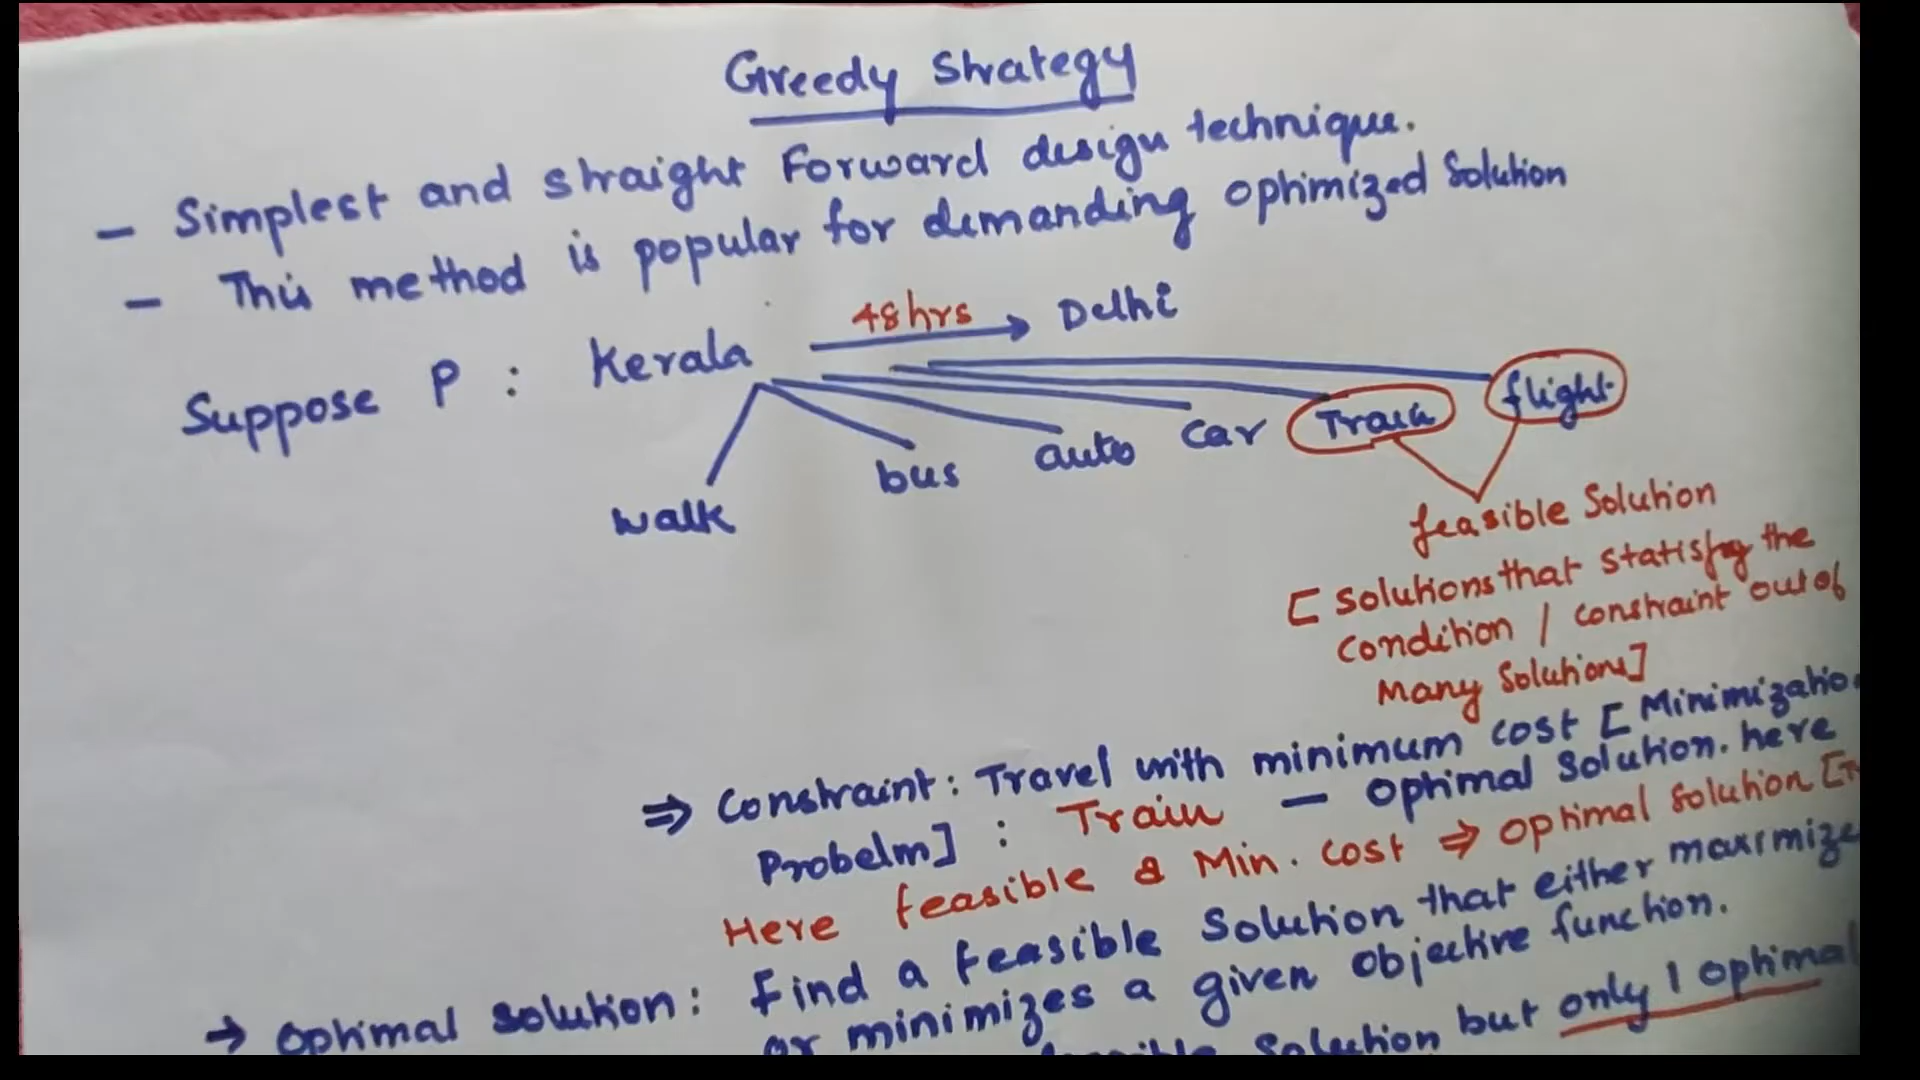 Greedy Strategy
- Simplest and straight Forward design technique.
- This method is popular for demanding optimized Solution
Suppose P : Kerala 48hrs → Delhi
walk bus auto car Train flight
feasible Solution
[ Solutions that statisfy the
condition / constraint out of
Many Solutions]
⇒ Constraint : Travel with minimum cost [ Minimizatio
Probelm] : Train - Optimal Solution. here
Here feasible & Min. cost ⇒ optimal solution [
→ Optimal solution : Find a feasible Solution that either maximize
or minimizes a given objective function.
Solution but only 1 optimal